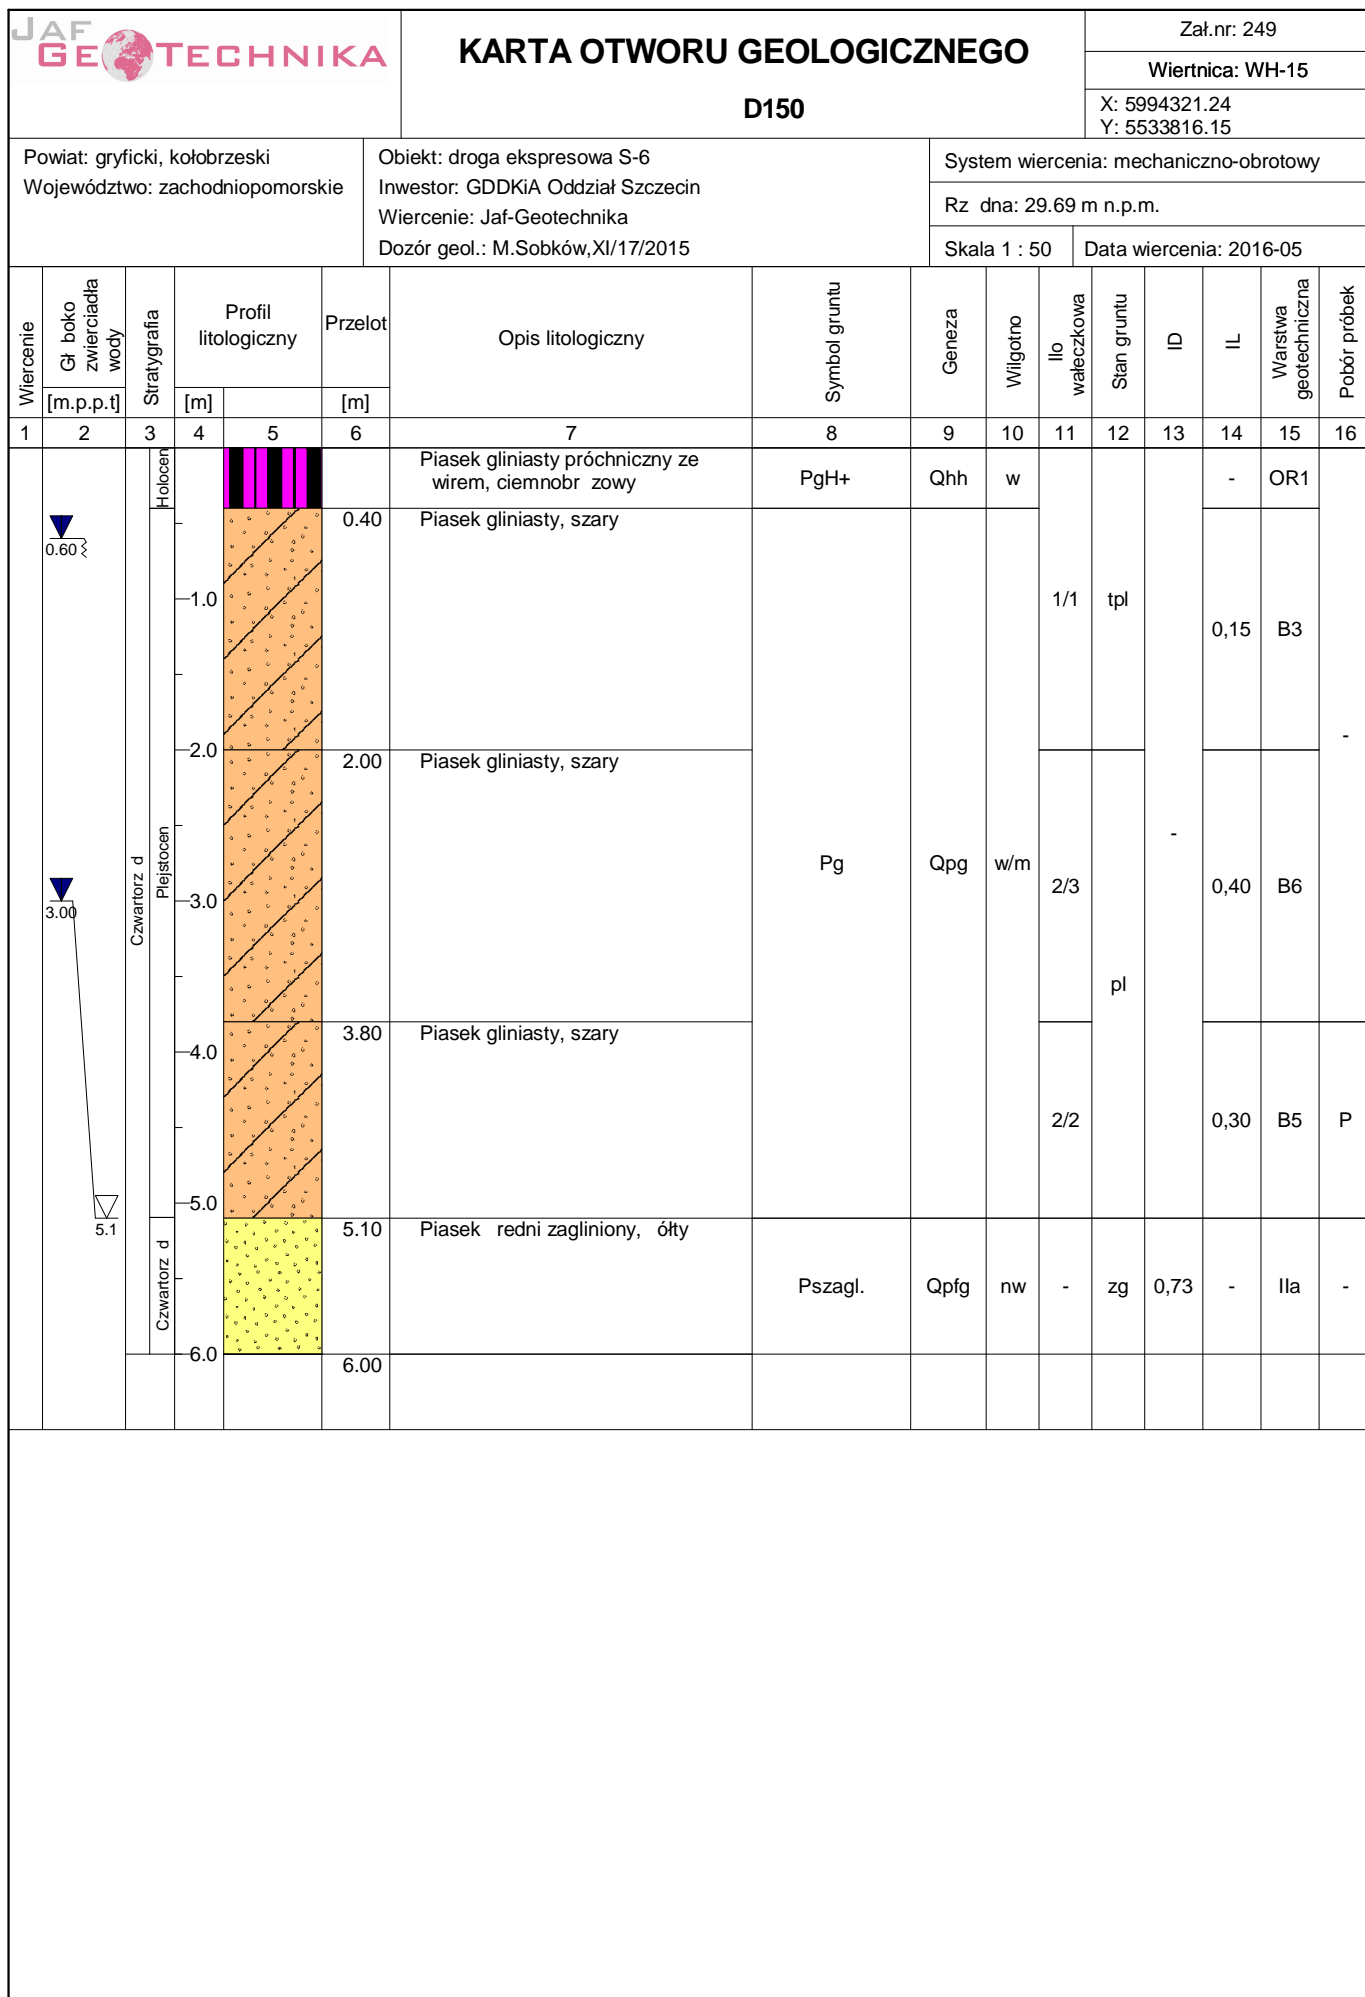 JAF
GEOTECHNIKA
KARTA OTWORU GEOLOGICZNEGO
D150
Zał.nr: 249
Wiertnica: WH-15
X: 5994321.24
Y: 5533816.15
Powiat: gryficki, kołobrzeski
Województwo: zachodniopomorskie
Obiekt: droga ekspresowa S-6
Inwestor: GDDKiA Oddział Szczecin
Wiercenie: Jaf-Geotechnika
Dozór geol.: M.Sobków,XI/17/2015
System wiercenia: mechaniczno-obrotowy
Rz dna: 29.69 m n.p.m.
Skala 1 : 50
Data wiercenia: 2016-05
Wiercenie
Gł boko
zwierciadła
wody
[m.p.p.t]
Stratygrafia
Profil
litologiczny
[m]
Przelot
[m]
Opis litologiczny
Symbol gruntu
Geneza
Wilgotno
Ilo
wałeczkowa
Stan gruntu
ID
IL
Warstwa
geotechniczna
Pobór próbek
1 2 3 4 5 6 7 8 9 10 11 12 13 14 15 16
Holocen
Piasek gliniasty próchniczny ze
wirem, ciemnobr zowy
PgH+ Qhh w - OR1
0.40 Piasek gliniasty, szary
0.60
1.0
1/1 tpl
0,15 B3
2.0
2.00 Piasek gliniasty, szary
-
-
Czwartorz d
Plejstocen
Pg Qpg w/m
2/3
0,40 B6
3.00
3.0
pl
3.80 Piasek gliniasty, szary
4.0
2/2 0,30 B5 P
5.0
5.1
5.10 Piasek redni zagliniony, ółty
Czwartorz d
Pszagl. Qpfg nw - zg 0,73 - IIa -
6.0
6.00